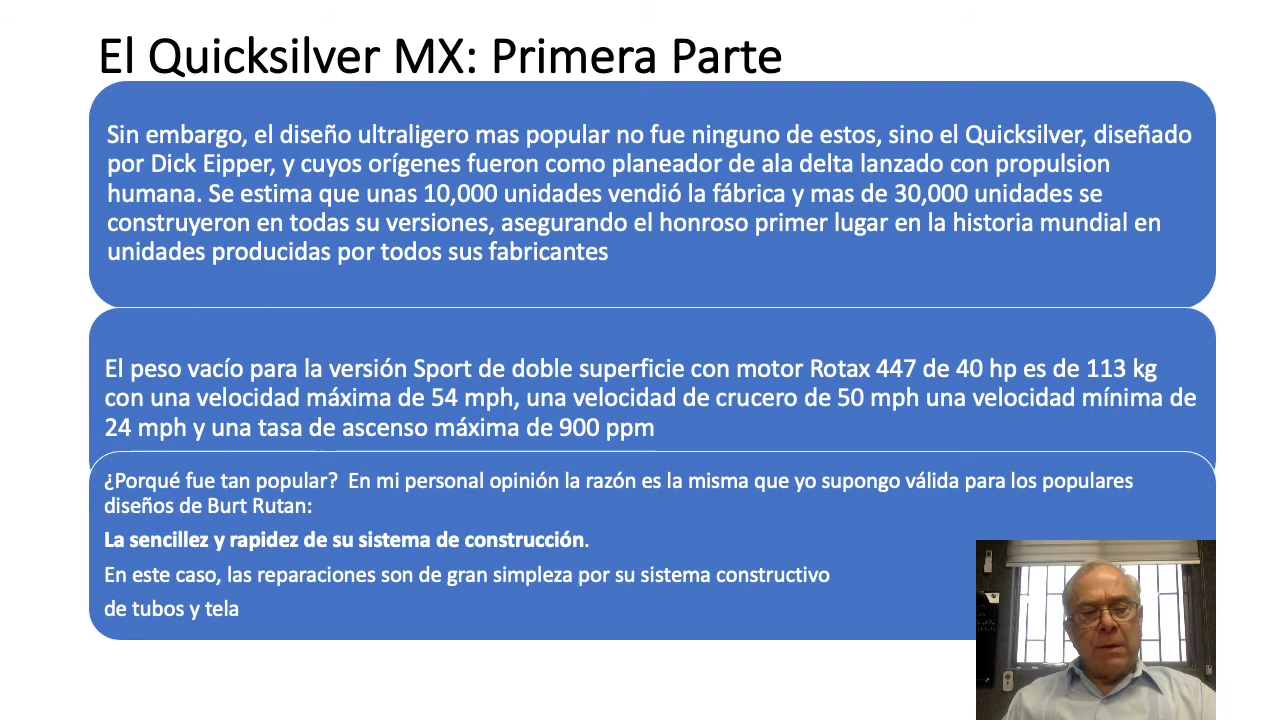 El Quicksilver MX: Primera Parte
Sin embargo, el diseño ultraligero mas popular no fue ninguno de estos, sino el Quicksilver, diseñado
por Dick Eipper, y cuyos orígenes fueron como planeador de ala delta lanzado con propulsion
humana. Se estima que unas 10,000 unidades vendió la fábrica y mas de 30,000 unidades se
construyeron en todas su versiones, asegurando el honroso primer lugar en la historia mundial en
unidades producidas por todos sus fabricantes
El peso vacío para la versión Sport de doble superficie con motor Rotax 447 de 40 hp es de 113 kg
con una velocidad máxima de 54 mph, una velocidad de crucero de 50 mph una velocidad mínima de
24 mph y una tasa de ascenso máxima de 900 ppm
¿Porqué fue tan popular?  En mi personal opinión la razón es la misma que yo supongo válida para los populares
diseños de Burt Rutan:
La sencillez y rapidez de su sistema de construcción.
En este caso, las reparaciones son de gran simpleza por su sistema constructivo
de tubos y tela